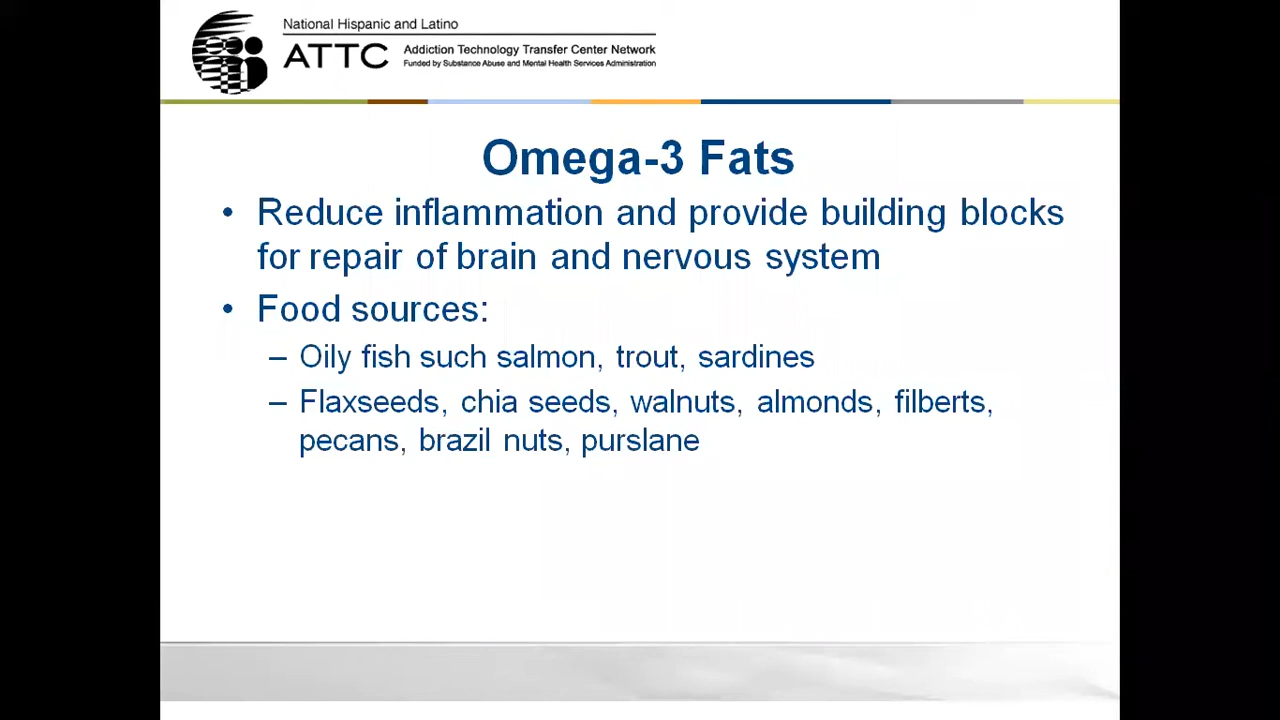 National Hispanic and Latino
ATTC
Addiction Technology Transfer Center Network
Funded by Substance Abuse and Mental Health Services Administration
Omega-3 Fats
• Reduce inflammation and provide building blocks
for repair of brain and nervous system
• Food sources:
– Oily fish such salmon, trout, sardines
– Flaxseeds, chia seeds, walnuts, almonds, filberts,
pecans, brazil nuts, purslane